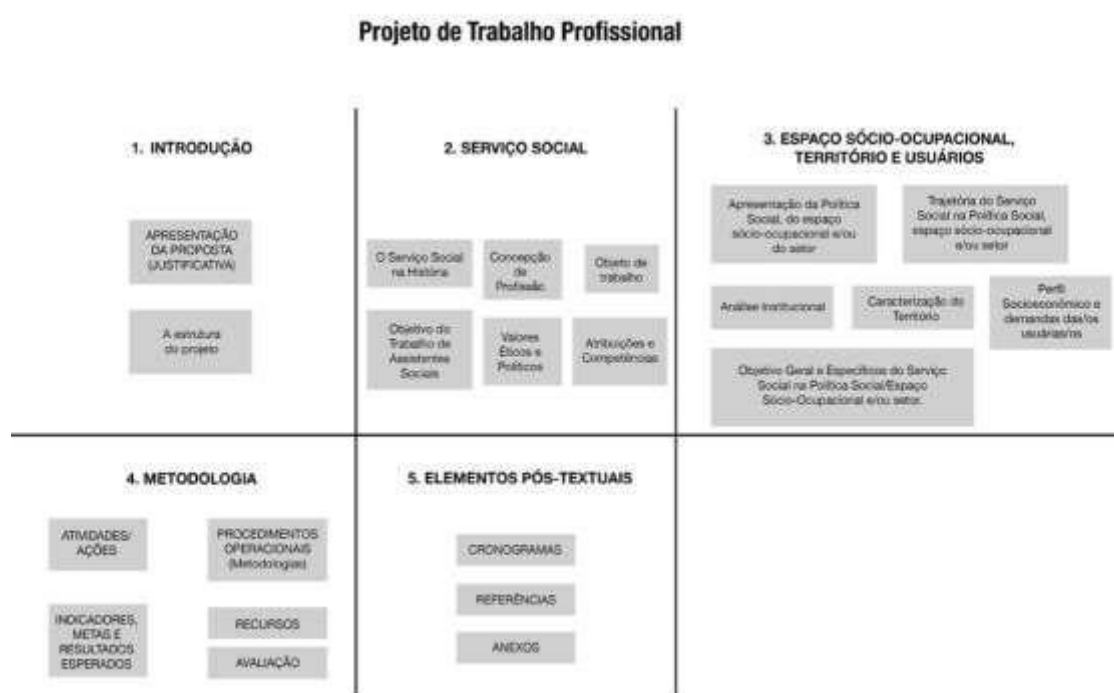 Projeto de Trabalho Profissional
1. INTRODUÇÃO
APRESENTAÇÃO
DA PROPOSTA
(JUSTIFICATIVA)
A estrutura
do projeto
2. SERVIÇO SOCIAL
O Serviço Social
na História
Concepção
de
Profissão
Objeto de
trabalho
Objetivo do
Trabalho de
Assistentes
Sociais
Valores
Éticos e
Políticos
Atribuições e
Competências
3. ESPAÇO SÓCIO-OCUPACIONAL,
TERRITÓRIO E USUÁRIOS
Apresentação da Política
Social, do espaço
sócio-ocupacional e/ou
do setor
Trajetória do Serviço
Social na Política Social,
espaço sócio-ocupacional
e/ou setor
Análise Institucional
Caracterização do
Território
Perfil
Socioeconômico e
demandas das/os
usuárias/os
Objetivo Geral e Específicos do Serviço
Social na Política Social/Espaço
Sócio-Ocupacional e/ou setor.
4. METODOLOGIA
ATIVIDADES/
AÇÕES
PROCEDIMENTOS
OPERACIONAIS
(Metodologias)
INDICADORES,
METAS E
RESULTADOS
ESPERADOS
RECURSOS
AVALIAÇÃO
5. ELEMENTOS PÓS-TEXTUAIS
CRONOGRAMAS
REFERÊNCIAS
ANEXOS